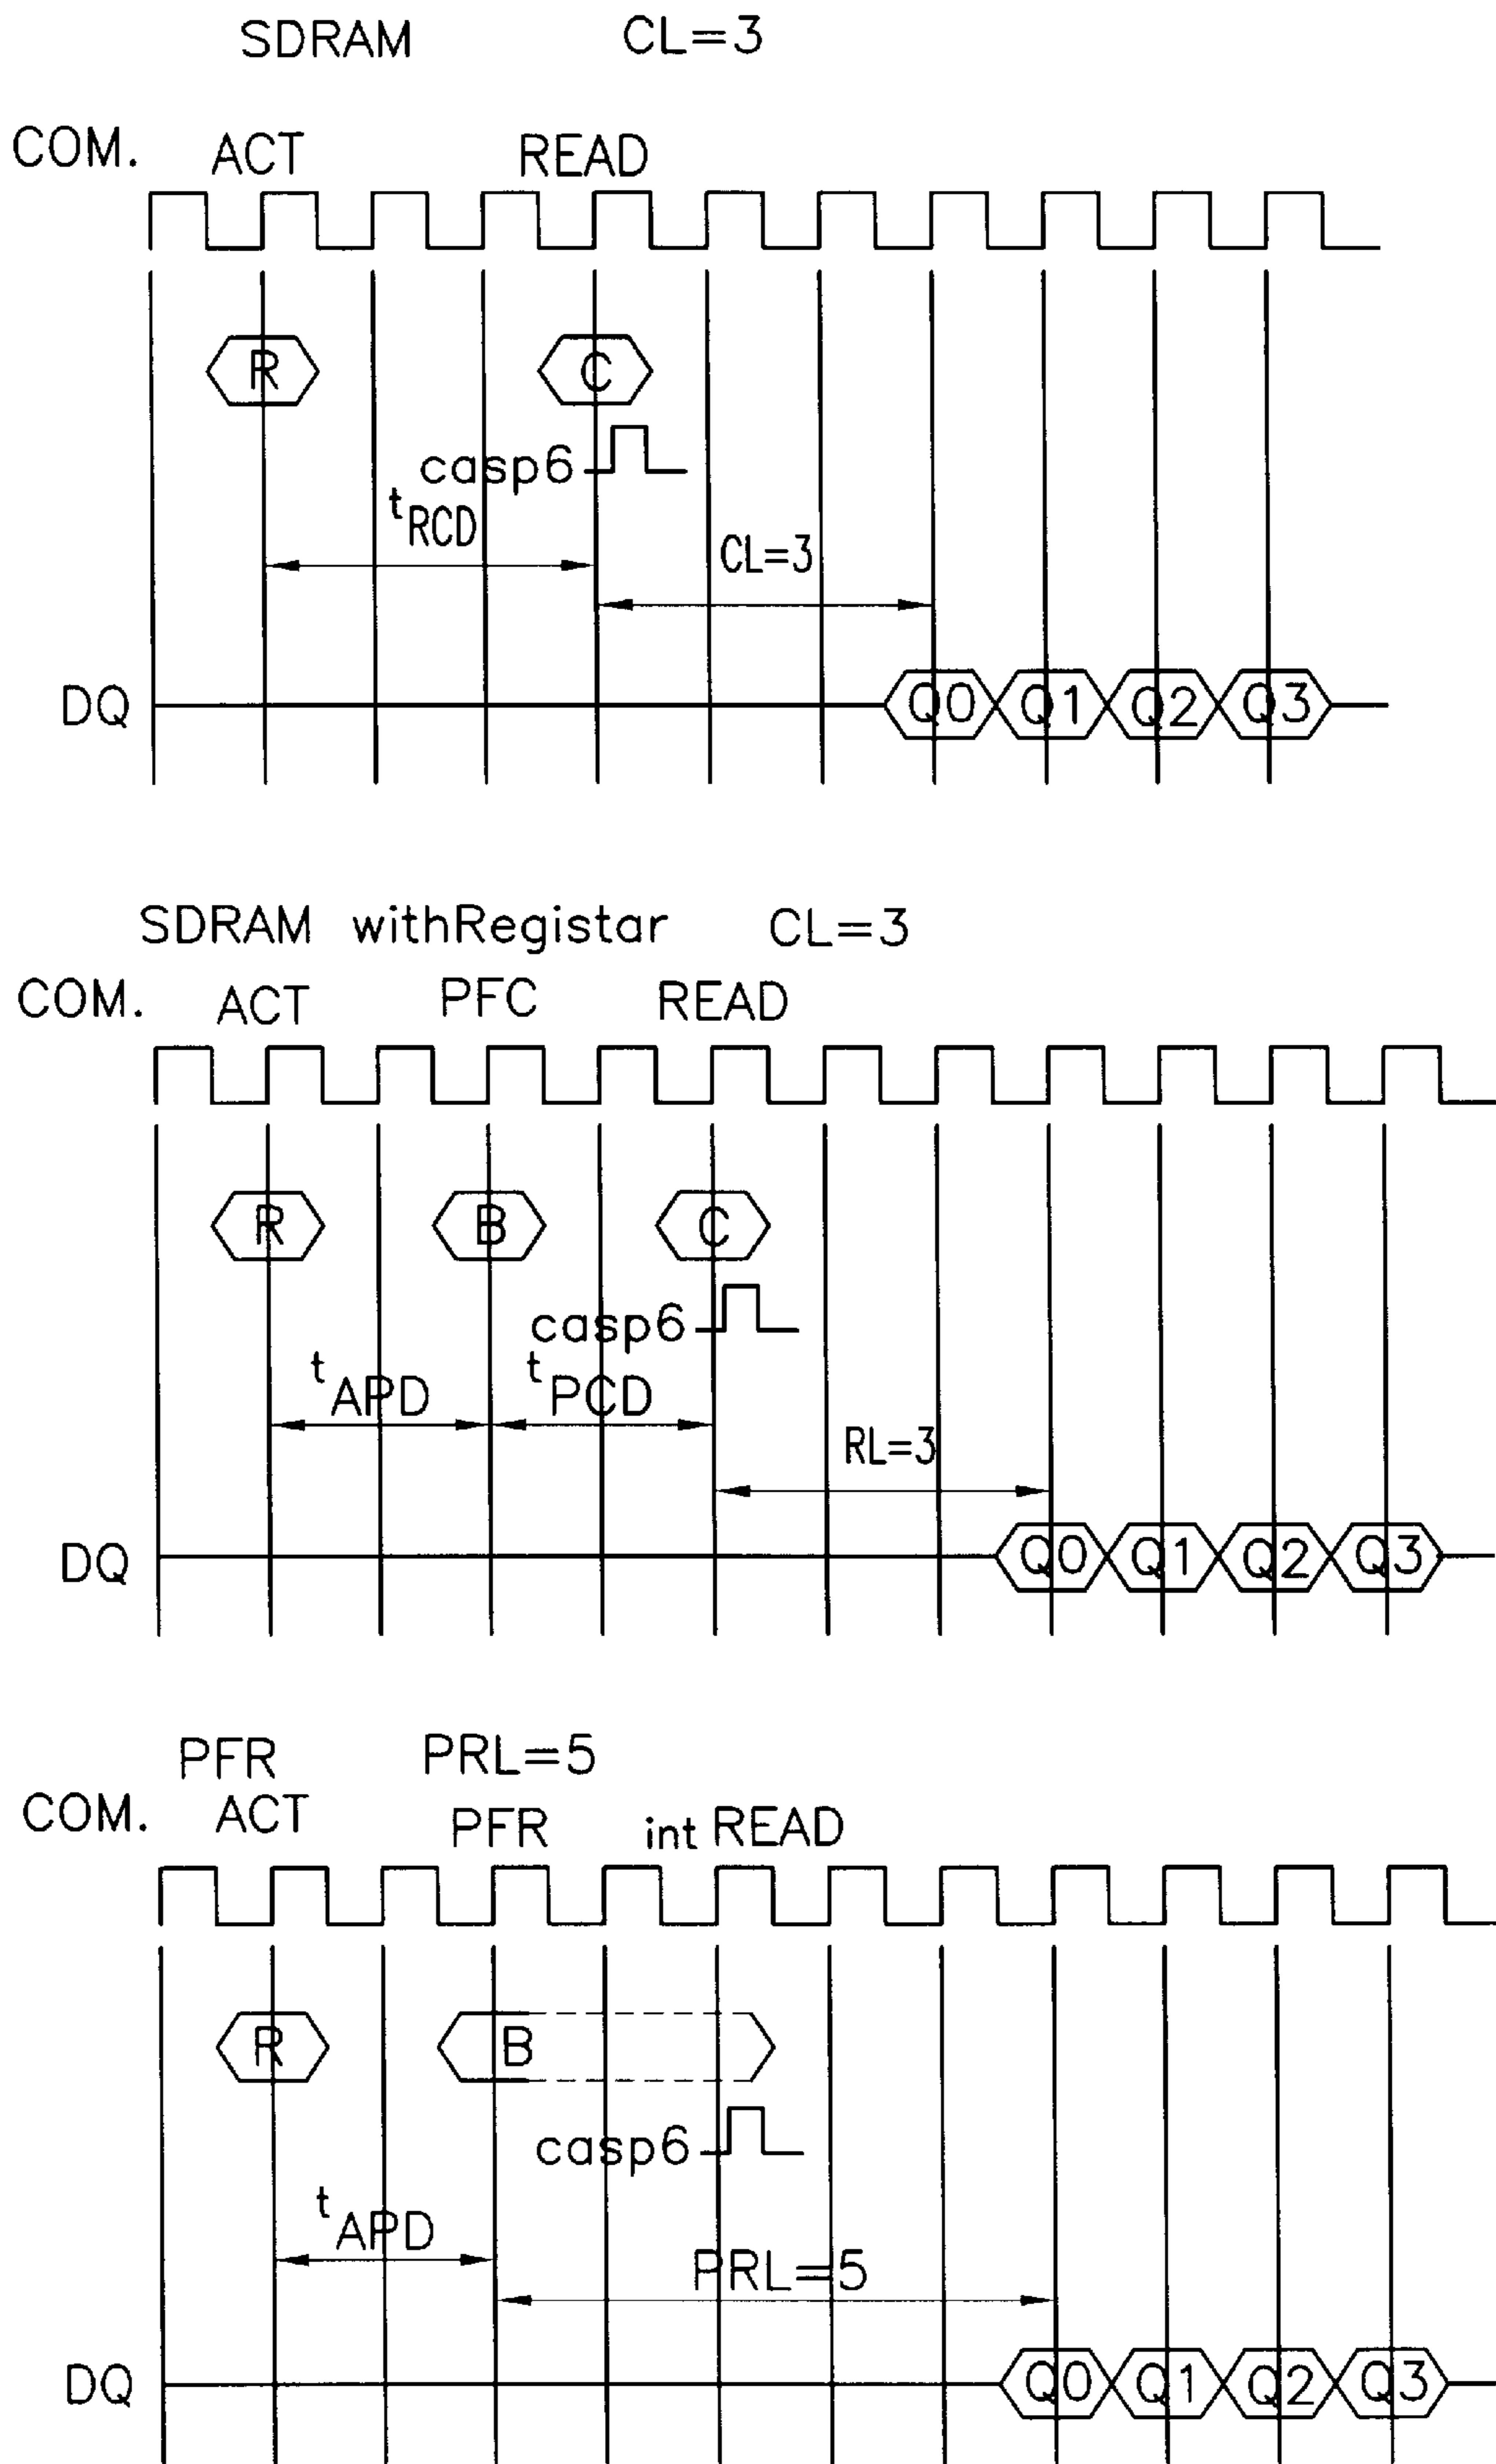 SDRAM CL=3
COM. ACT READ
R C
casp6
tRCD
CL=3
DQ Q0 Q1 Q2 Q3
SDRAM withRegistar CL=3
COM. ACT PFC READ
R B C
casp6
tAPD tPCD
RL=3
DQ Q0 Q1 Q2 Q3
PFR PRL=5
COM. ACT PFR int READ
R B
casp6
tAPD
PRL=5
DQ Q0 Q1 Q2 Q3